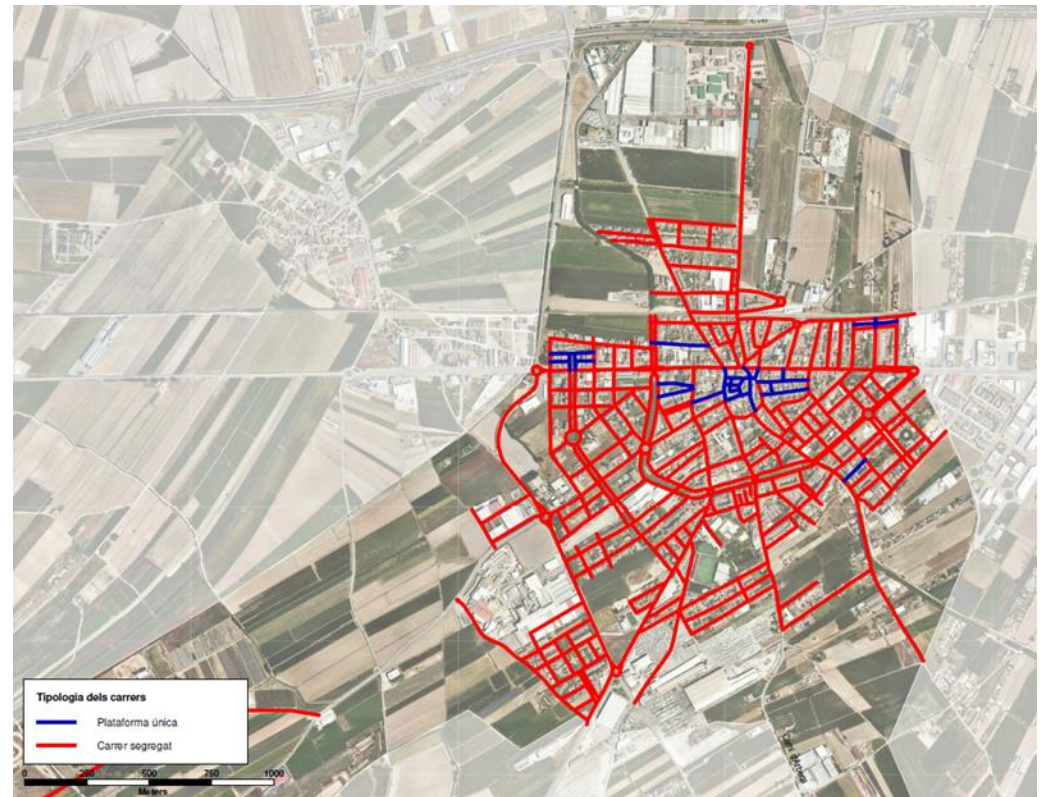 Tipologia dels carrers
Plataforma única
Carrer segregat
0 250 500 750 1000
Meters